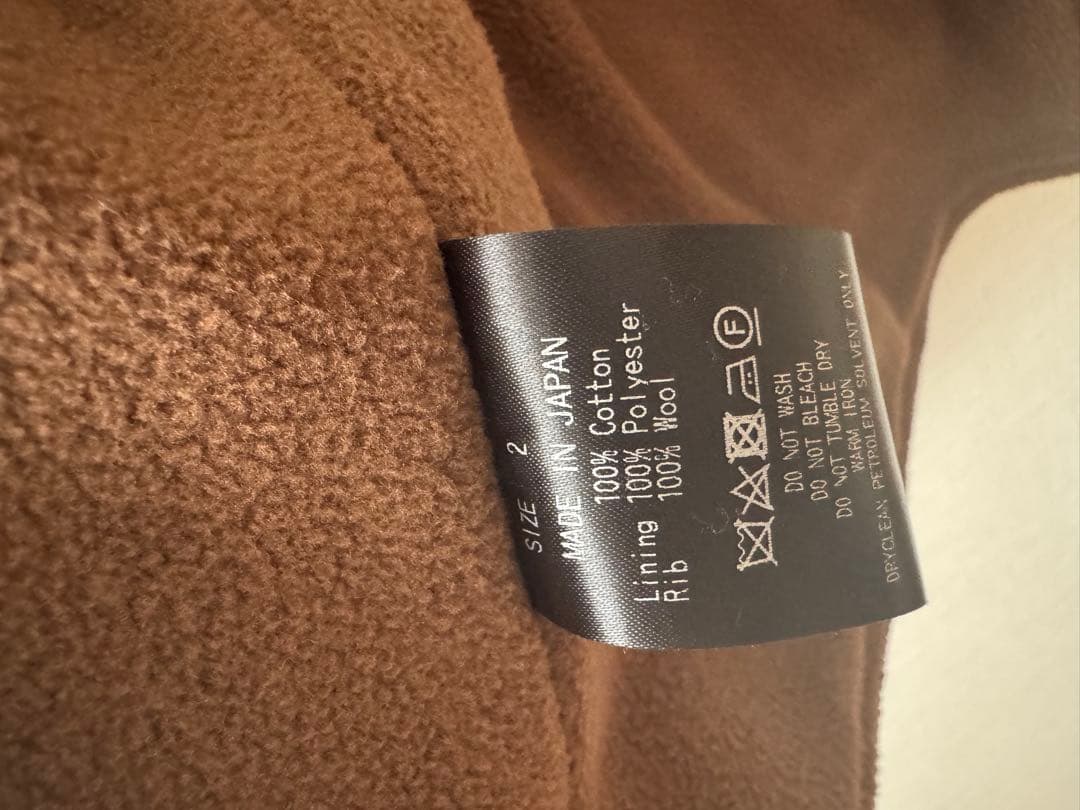 SIZE 2
MADE IN JAPAN
100% Cotton
Lining 100% Polyester
Rib 100% Wool
F
DO NOT WASH
DO NOT BLEACH
DO NOT TUMBLE DRY
WARM IRON
DRYCLEAN PETROLEUM SOLVENT ONLY